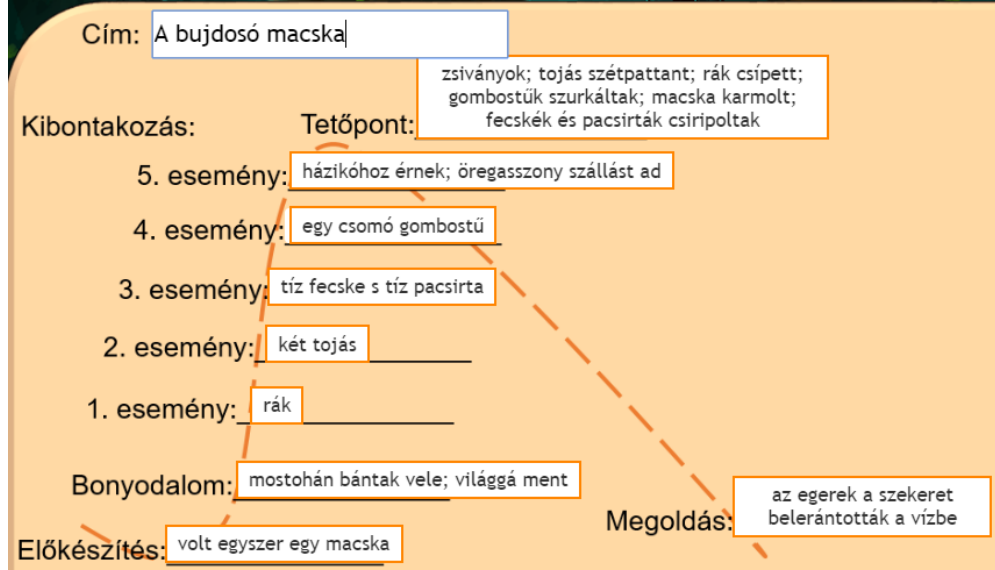 Cím: A bujdosó macska
zsiványok; tojás szétpattant; rák csípett;
gombostűk szurkáltak; macska karmolt;
fecskék és pacsirták csiripoltak
Kibontakozás:
Tetőpont:
5. esemény: házikóhoz érnek; öregasszony szállást ad
4. esemény: egy csomó gombostű
3. esemény: tíz fecske s tíz pacsirta
2. esemény: két tojás
1. esemény: rák
Bonyodalom: mostohán bántak vele; világgá ment
Megoldás: az egerek a szekeret
belerántották a vízbe
Előkészítés: volt egyszer egy macska